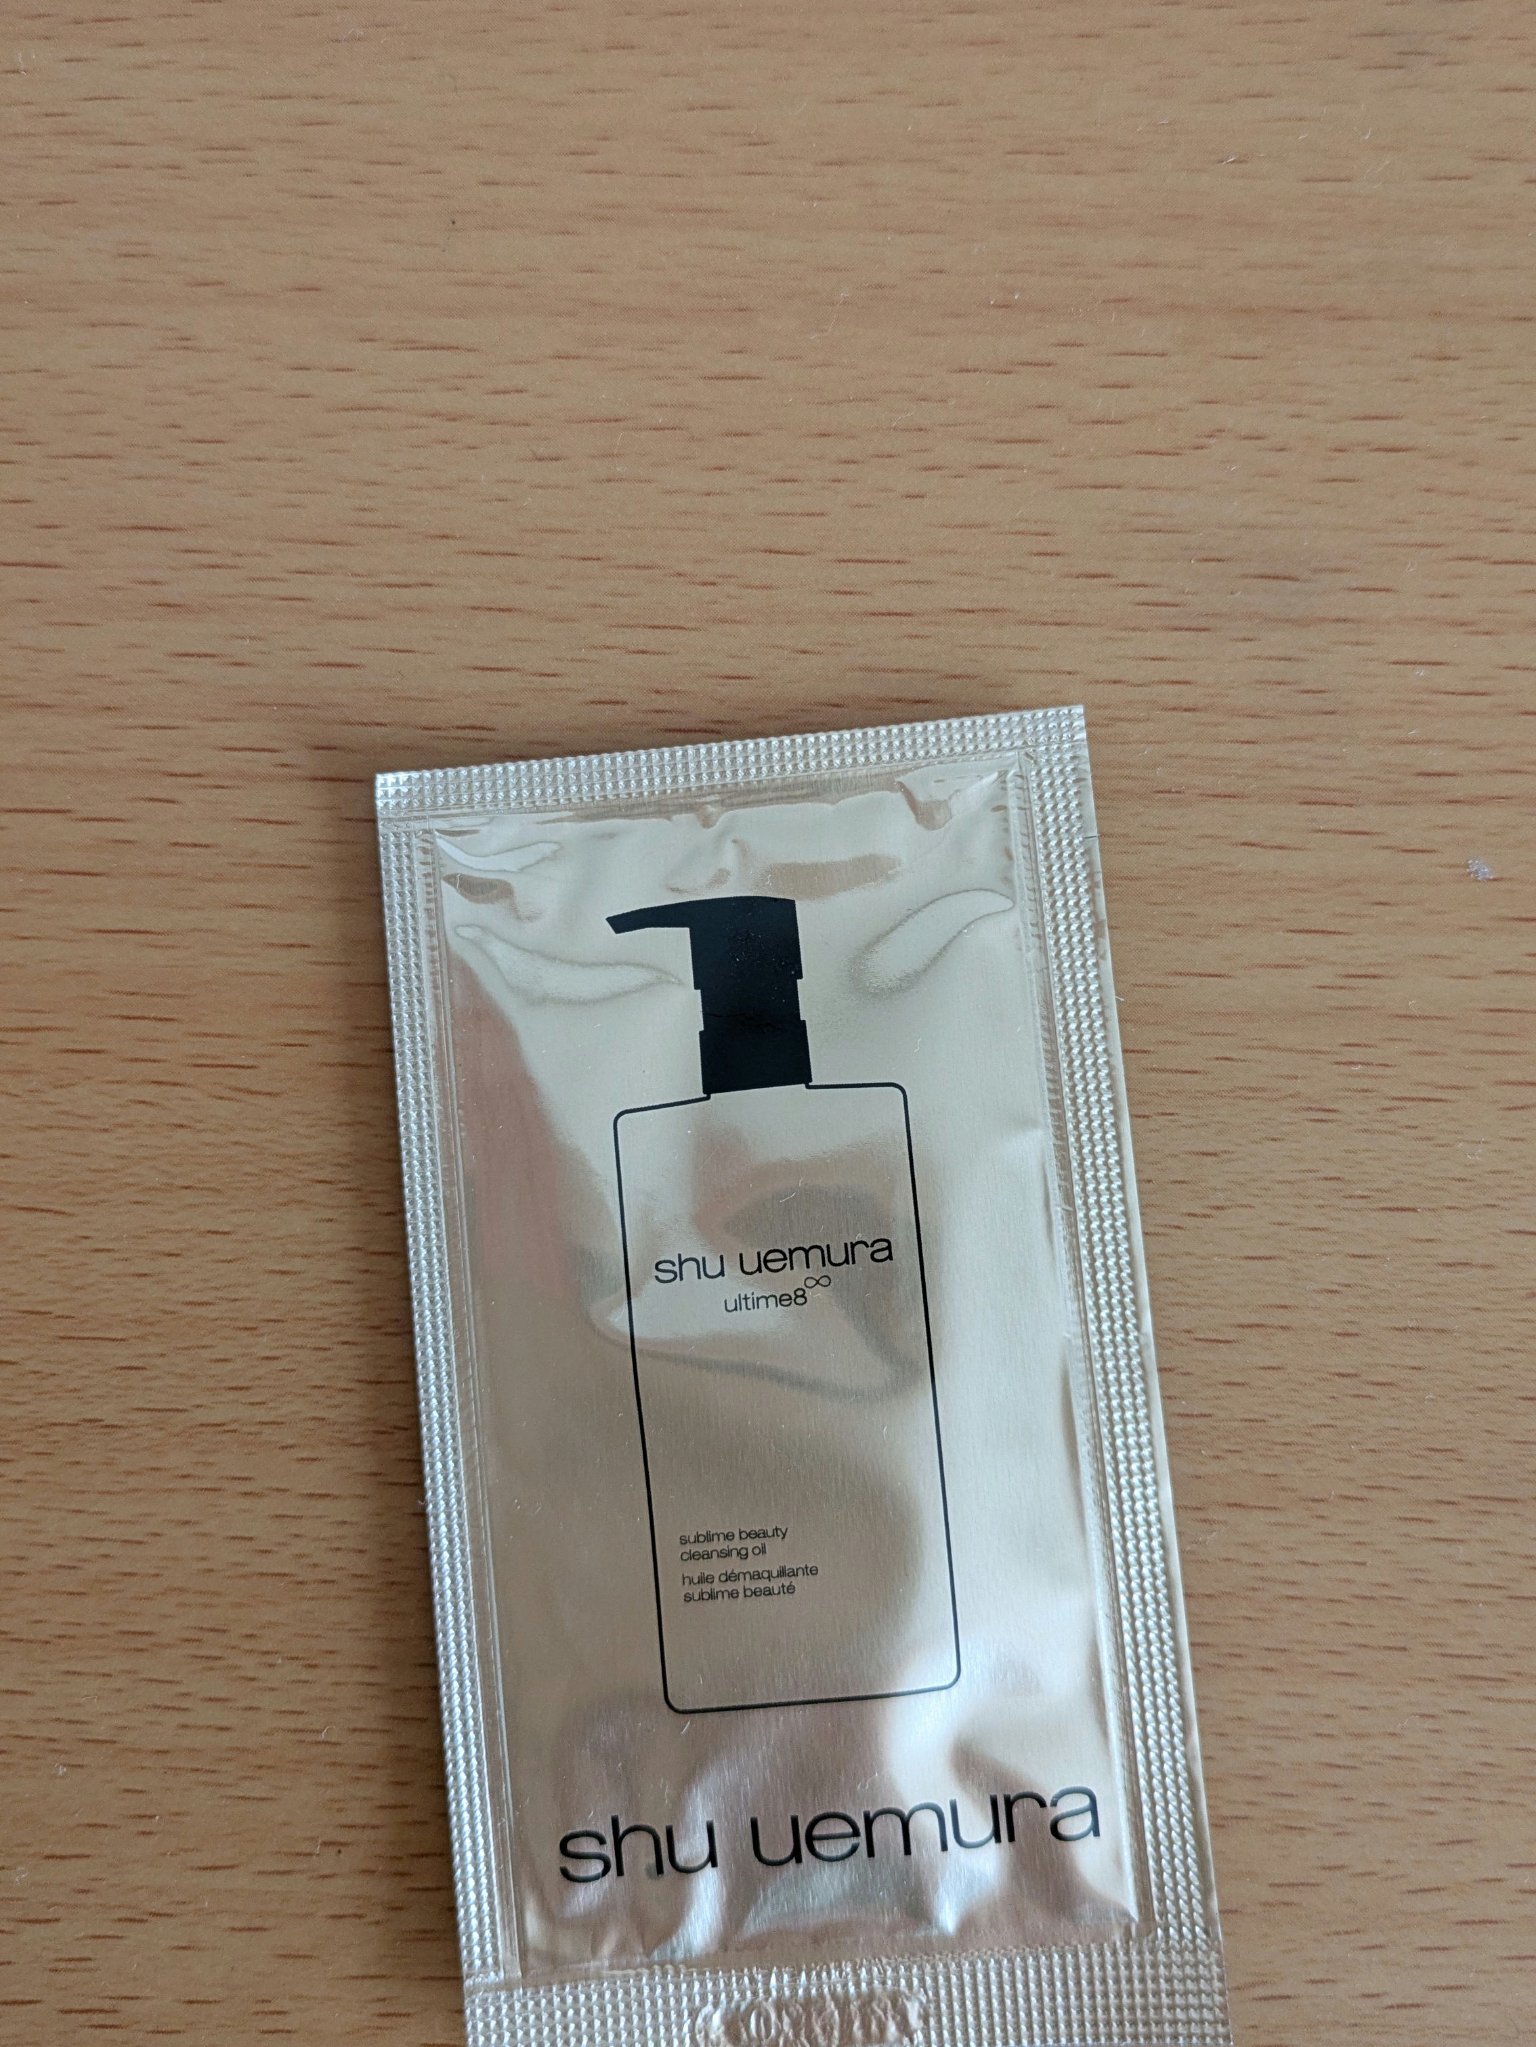 shu uemura
ultime8∞
sublime beauty
cleansing oil
huile démaquillante
sublime beauté
shu uemura